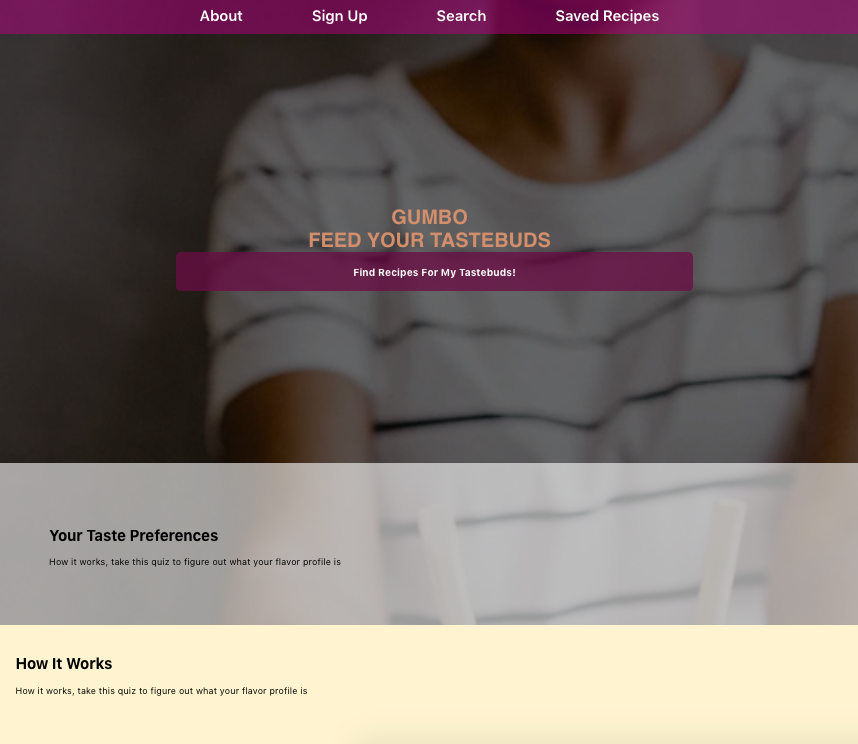 About Sign Up Search Saved Recipes
GUMBO
FEED YOUR TASTEBUDS
Find Recipes For My Tastebuds!
Your Taste Preferences
How it works, take this quiz to figure out what your flavor profile is
How It Works
How it works, take this quiz to figure out what your flavor profile is